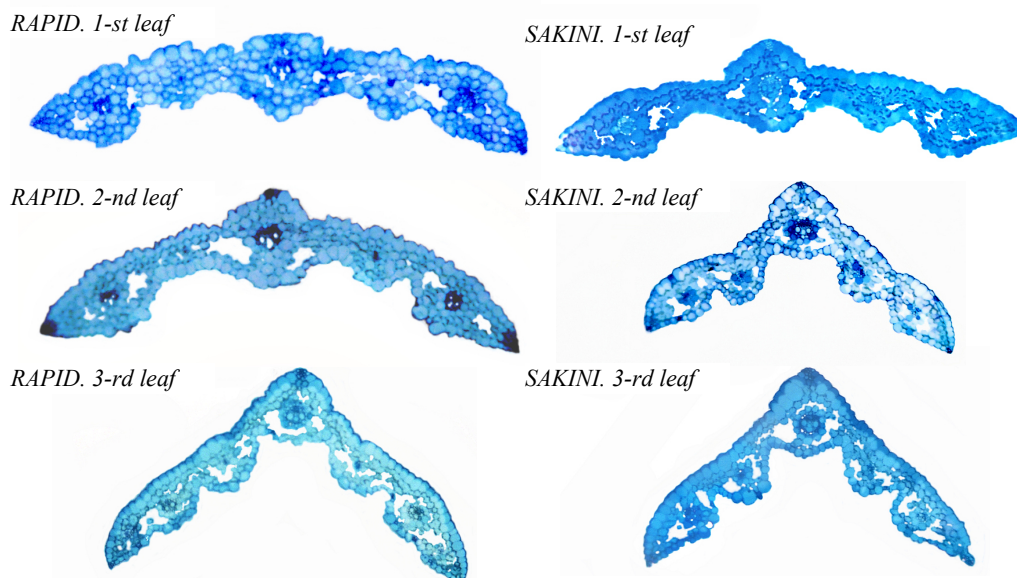 RAPID. 1-st leaf
SAKINI. 1-st leaf
RAPID. 2-nd leaf
SAKINI. 2-nd leaf
RAPID. 3-rd leaf
SAKINI. 3-rd leaf